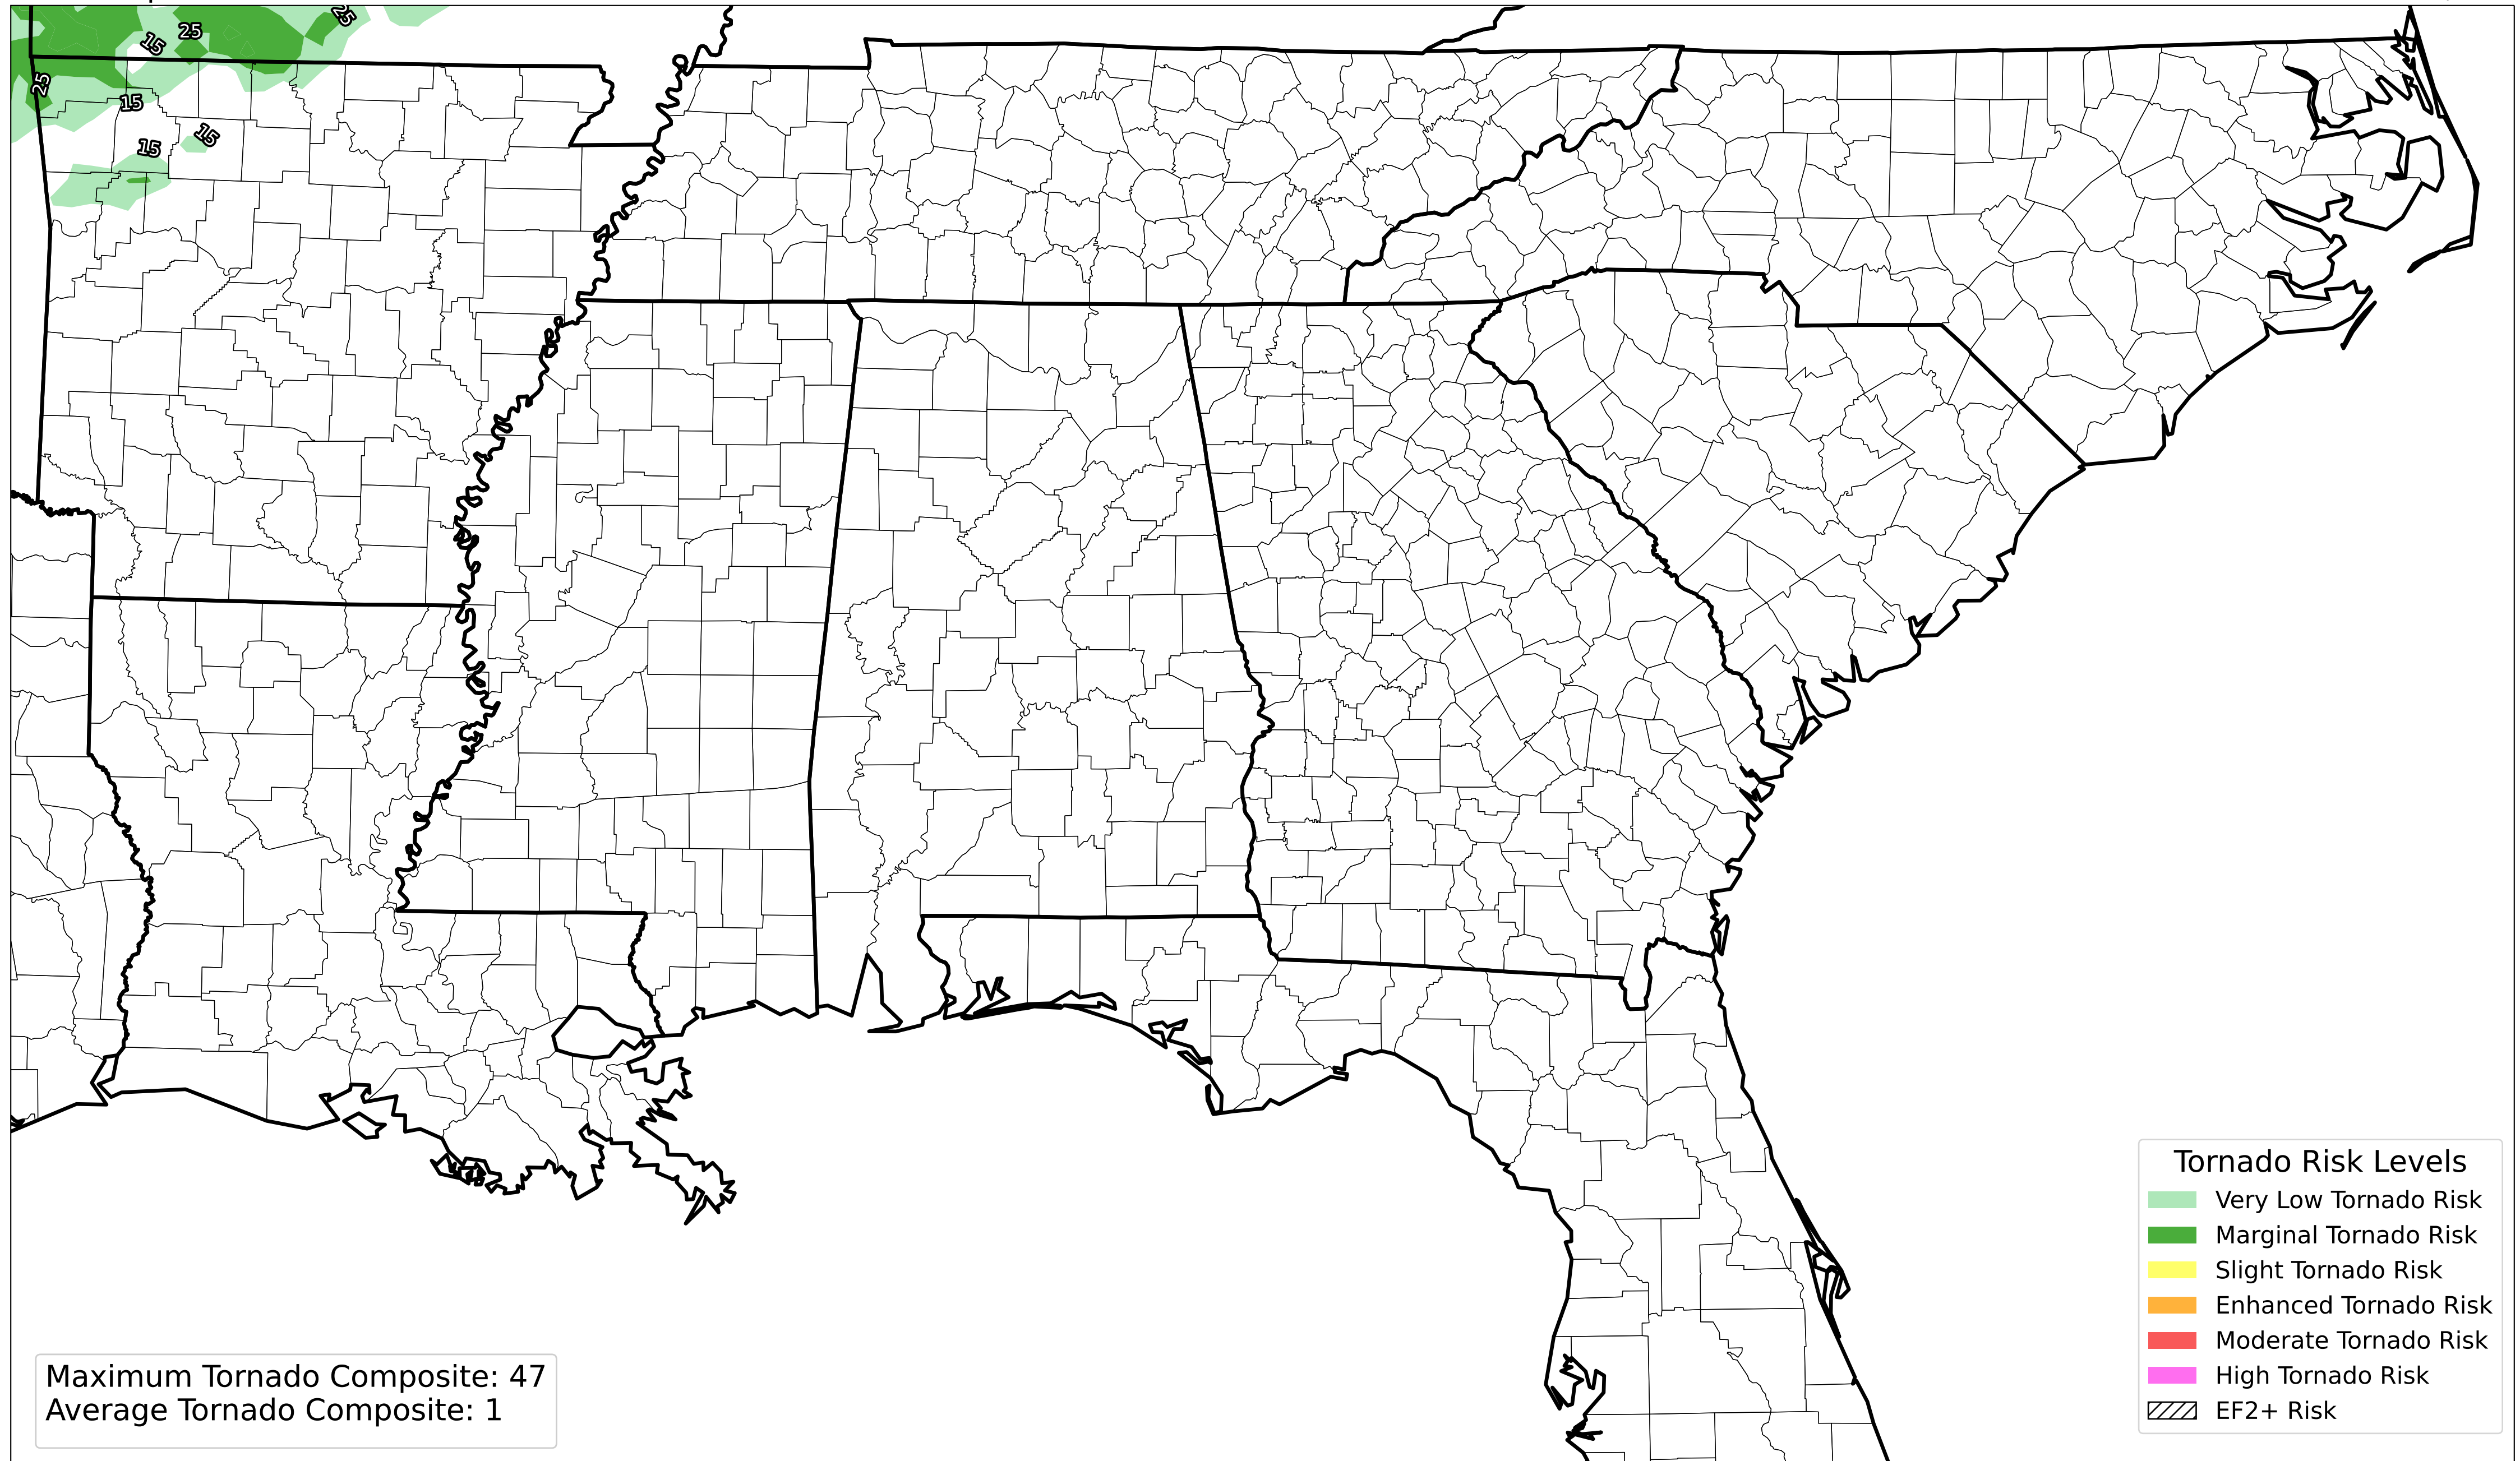 25
25
15
25
15
15
15
Tornado Risk Levels
Very Low Tornado Risk
Marginal Tornado Risk
Slight Tornado Risk
Enhanced Tornado Risk
Moderate Tornado Risk
High Tornado Risk
EF2+ Risk
Maximum Tornado Composite: 47
Average Tornado Composite: 1